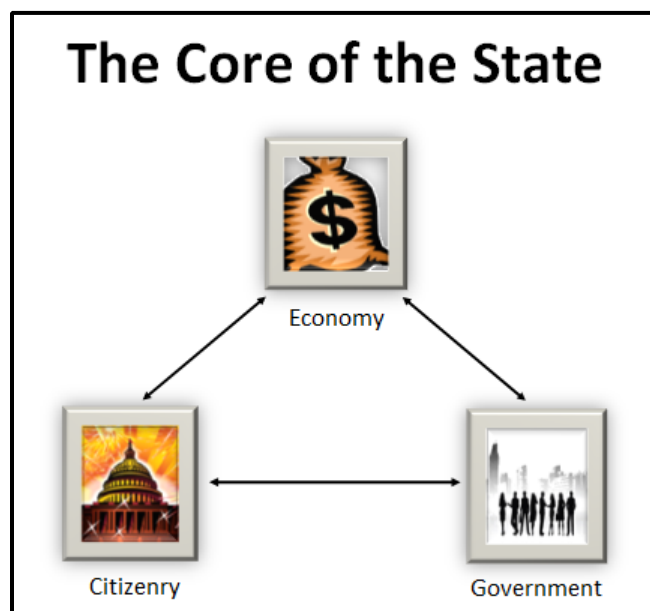 The Core of the State
$
Economy
Citizenry
Government